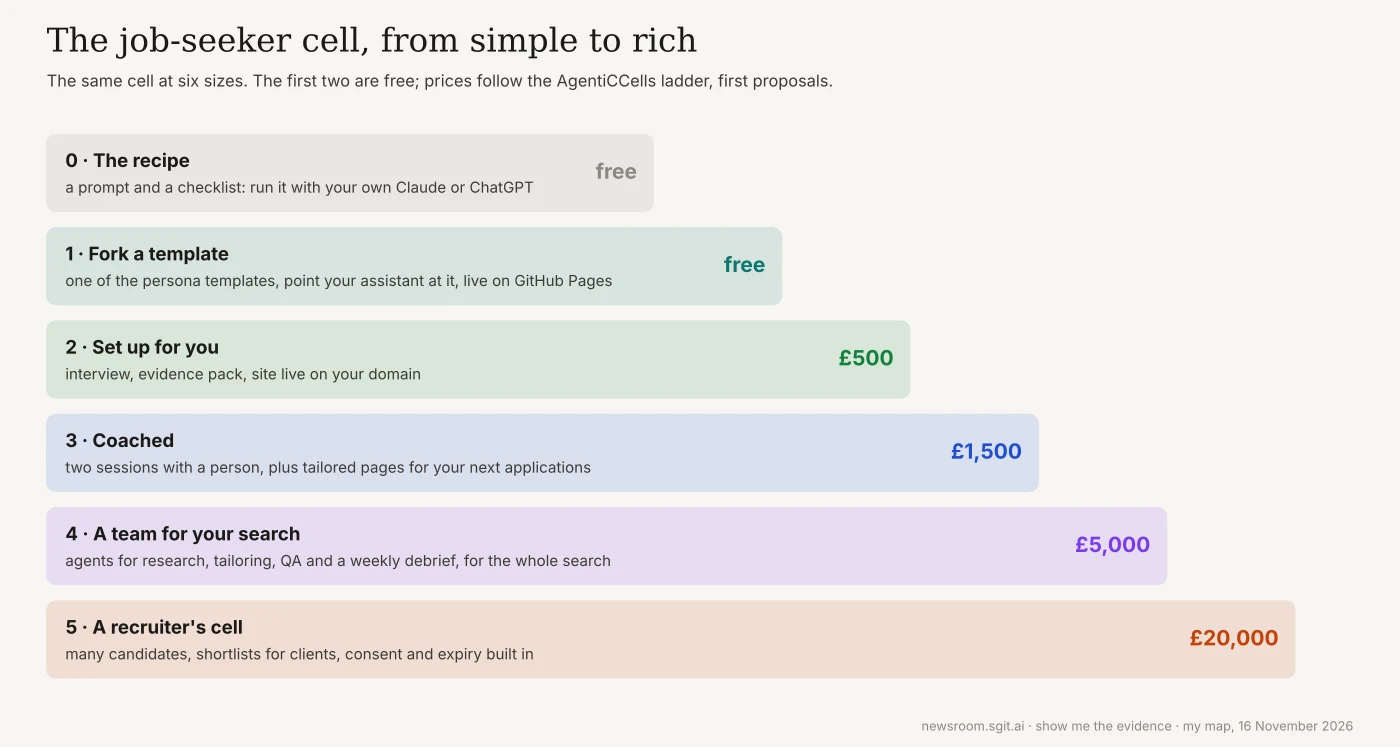 The job-seeker cell, from simple to rich
The same cell at six sizes. The first two are free; prices follow the AgentiCCells ladder, first proposals.
0 · The recipe
a prompt and a checklist: run it with your own Claude or ChatGPT
free
1 · Fork a template
one of the persona templates, point your assistant at it, live on GitHub Pages
free
2 · Set up for you
interview, evidence pack, site live on your domain
£500
3 · Coached
two sessions with a person, plus tailored pages for your next applications
£1,500
4 · A team for your search
agents for research, tailoring, QA and a weekly debrief, for the whole search
£5,000
5 · A recruiter's cell
many candidates, shortlists for clients, consent and expiry built in
£20,000
newsroom.sgit.ai · show me the evidence · my map, 16 November 2026